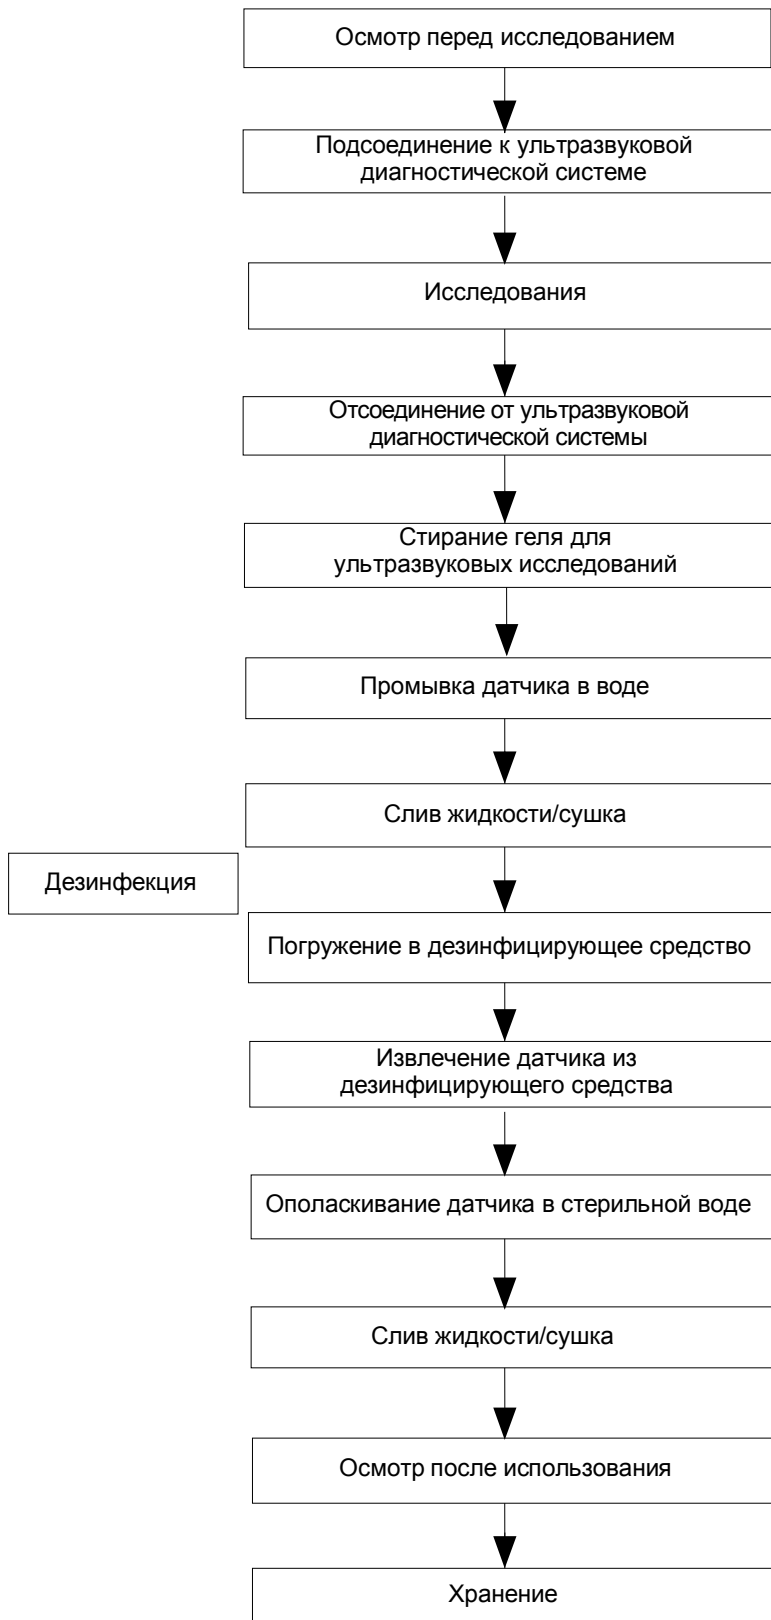 Осмотр перед исследованием
Подсоединение к ультразвуковой
диагностической системе
Исследования
Отсоединение от ультразвуковой
диагностической системы
Стирание геля для
ультразвуковых исследований
Промывка датчика в воде
Слив жидкости/сушка
Дезинфекция
Погружение в дезинфицирующее средство
Извлечение датчика из
дезинфицирующего средства
Ополаскивание датчика в стерильной воде
Слив жидкости/сушка
Осмотр после использования
Хранение